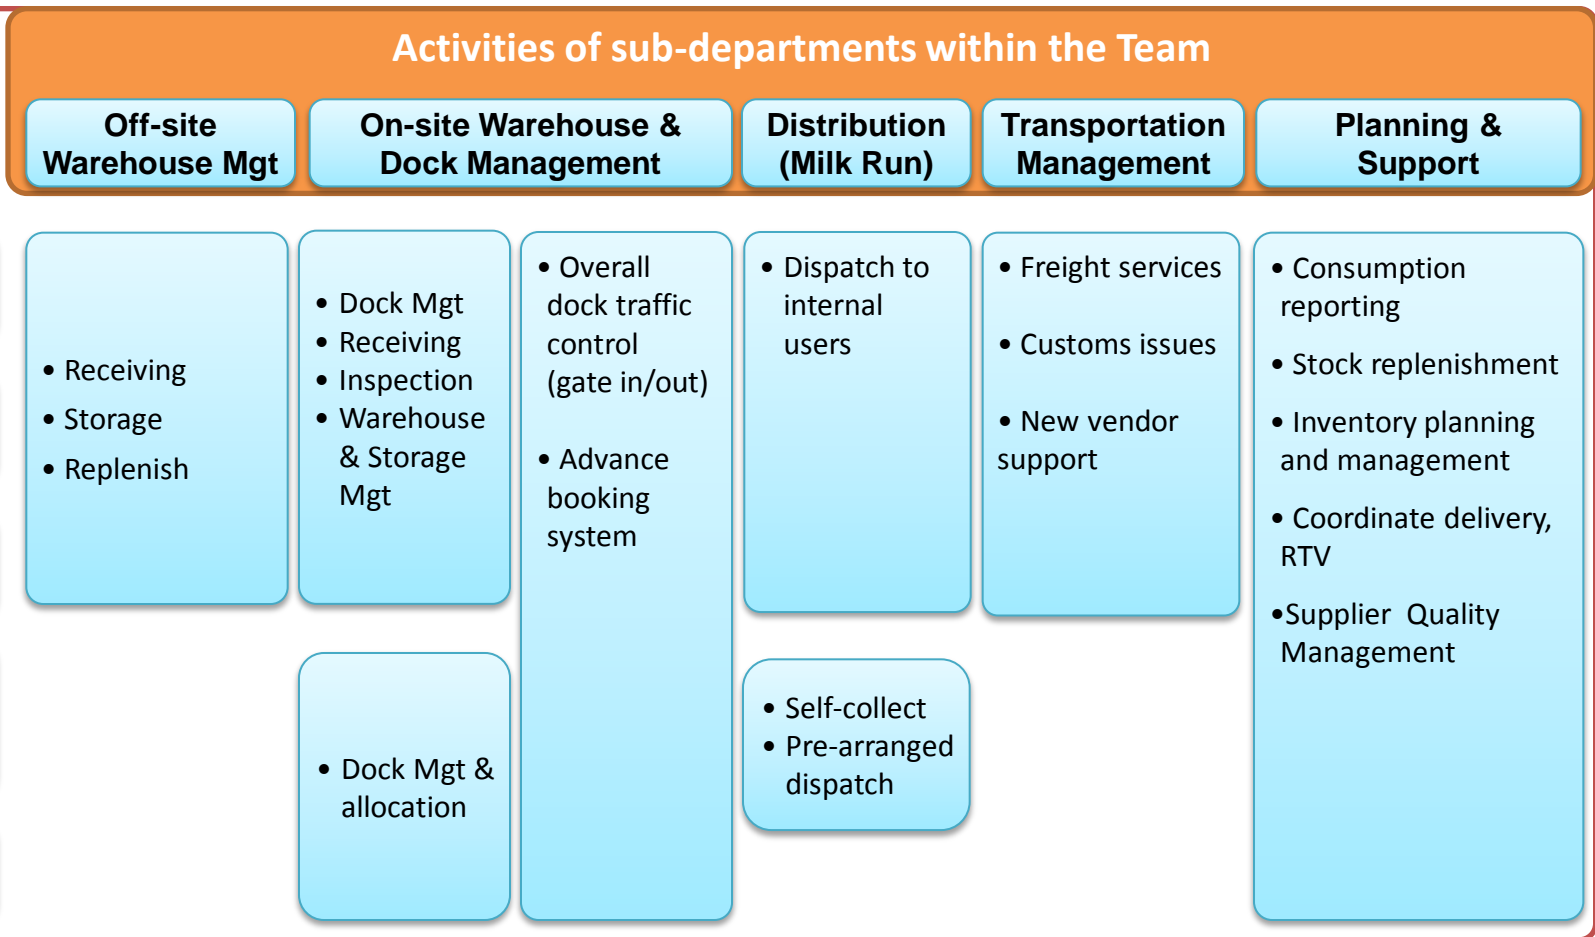 Activities of sub-departments within the Team
Off-site
Warehouse Mgt
On-site Warehouse &
Dock Management
Distribution
(Milk Run)
Transportation
Management
Planning &
Support
• Receiving
• Storage
• Replenish
• Dock Mgt
• Receiving
• Inspection
• Warehouse
& Storage
Mgt
• Dock Mgt &
allocation
• Overall
dock traffic
control
(gate in/out)
• Advance
booking
system
• Dispatch to
internal
users
• Self-collect
• Pre-arranged
dispatch
• Freight services
• Customs issues
• New vendor
support
• Consumption
reporting
• Stock replenishment
• Inventory planning
and management
• Coordinate delivery,
RTV
•Supplier Quality
Management